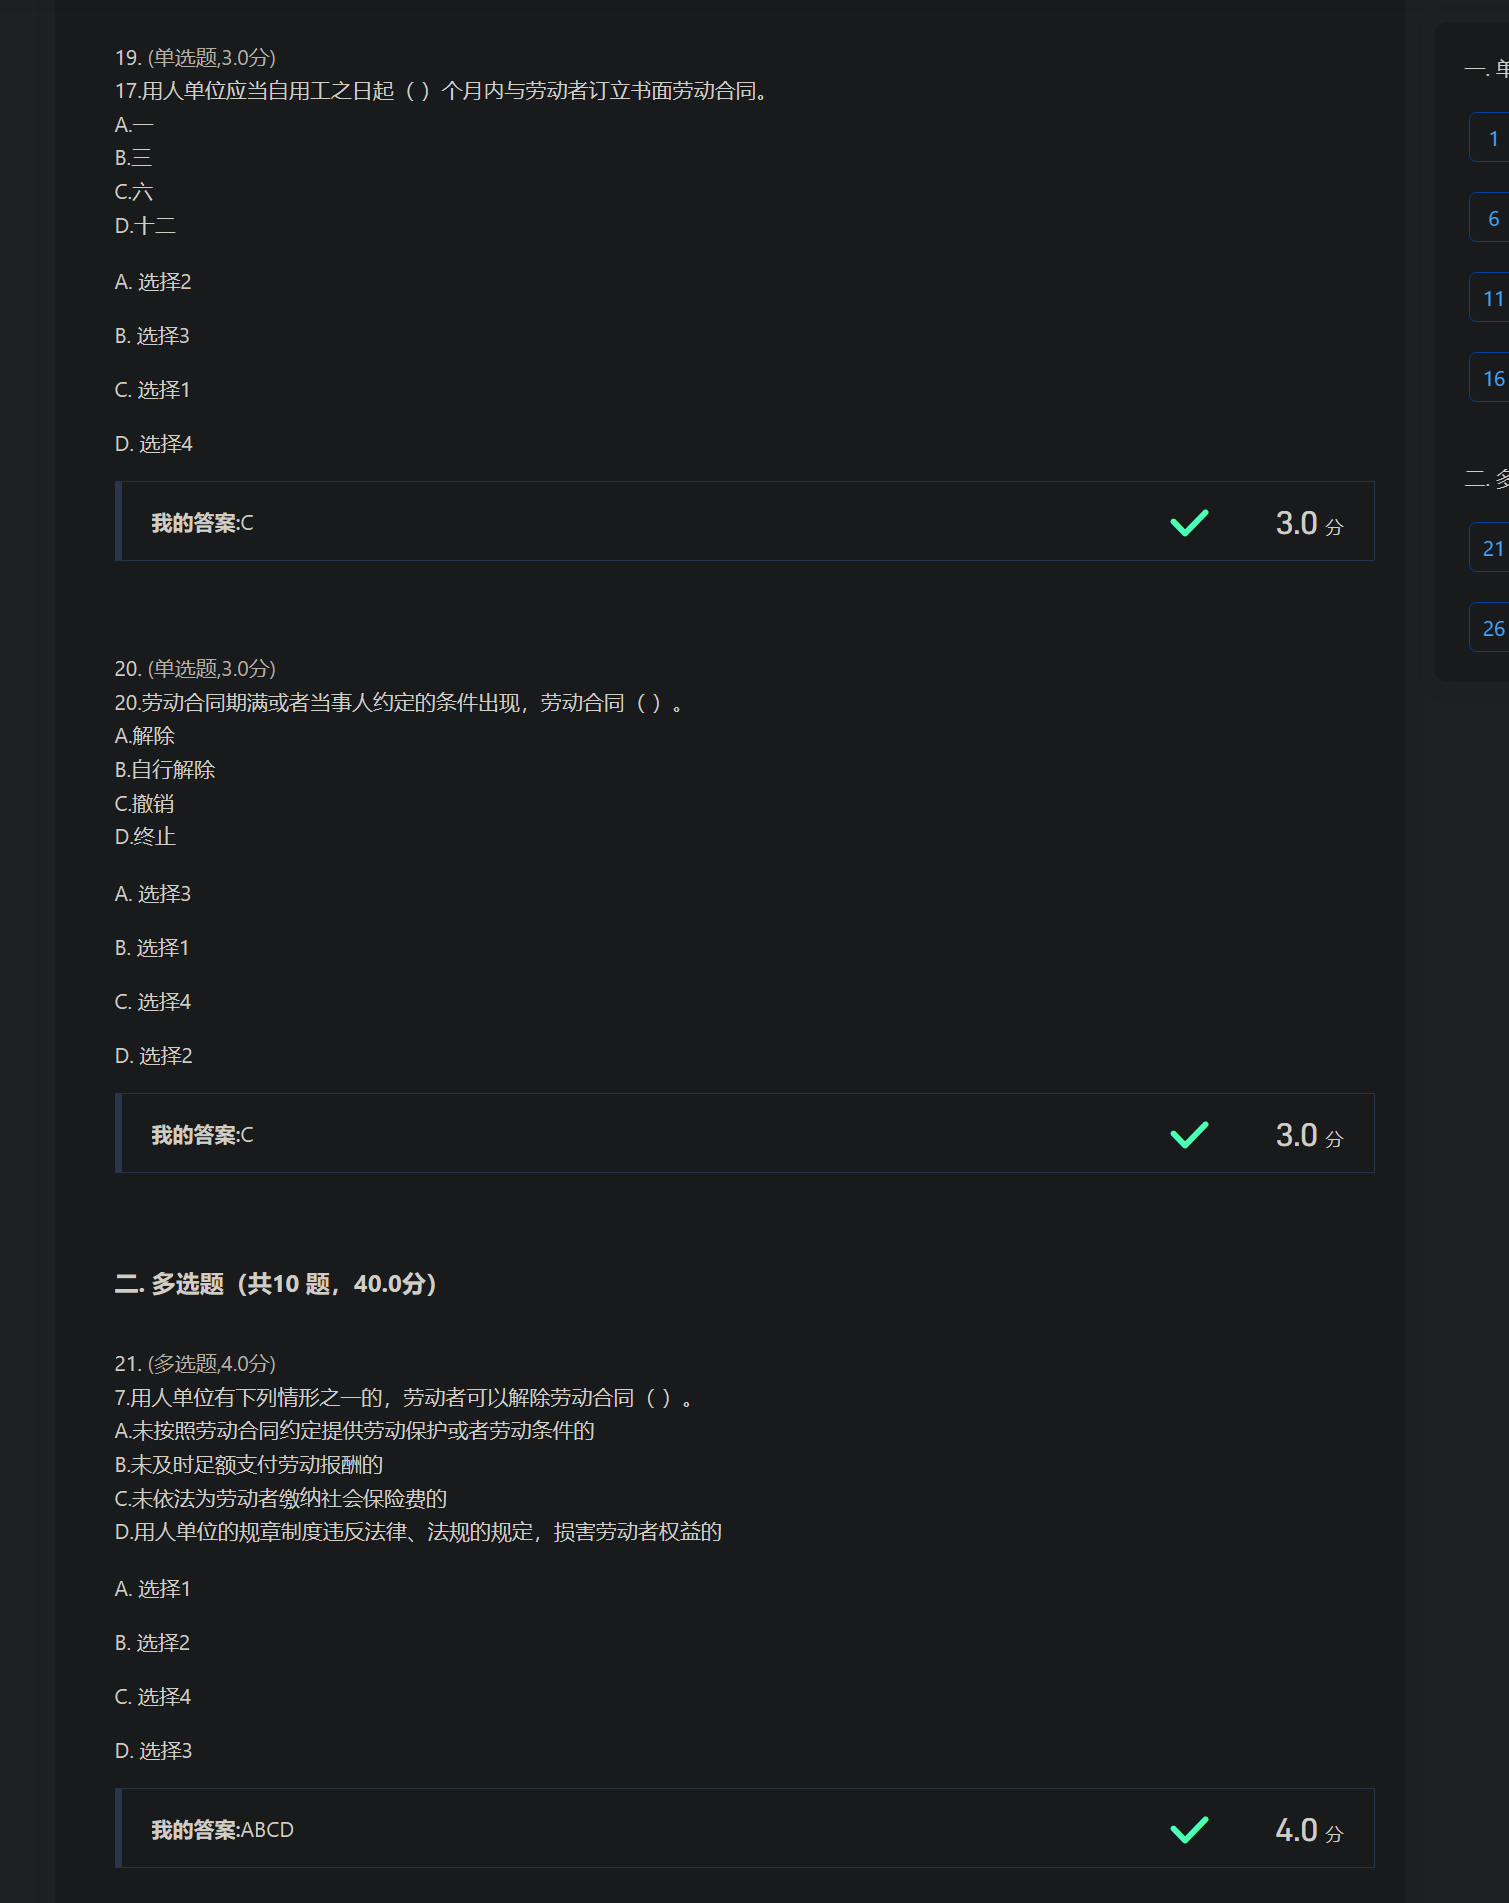 19. (单选题,3.0分)
17.用人单位应当自用工之日起（ ）个月内与劳动者订立书面劳动合同。
A.一
B.三
C.六
D.十二
A. 选择2
B. 选择3
C. 选择1
D. 选择4
我的答案:C
3.0 分
20. (单选题,3.0分)
20.劳动合同期满或者当事人约定的条件出现，劳动合同（ ）。
A.解除
B.自行解除
C.撤销
D.终止
A. 选择3
B. 选择1
C. 选择4
D. 选择2
我的答案:C
3.0 分
二. 多选题（共10 题，40.0分）
21. (多选题,4.0分)
7.用人单位有下列情形之一的，劳动者可以解除劳动合同（ ）。
A.未按照劳动合同约定提供劳动保护或者劳动条件的
B.未及时足额支付劳动报酬的
C.未依法为劳动者缴纳社会保险费的
D.用人单位的规章制度违反法律、法规的规定，损害劳动者权益的
A. 选择1
B. 选择2
C. 选择4
D. 选择3
我的答案:ABCD
4.0 分
一. 单
1
6
11
16
二. 多
21
26